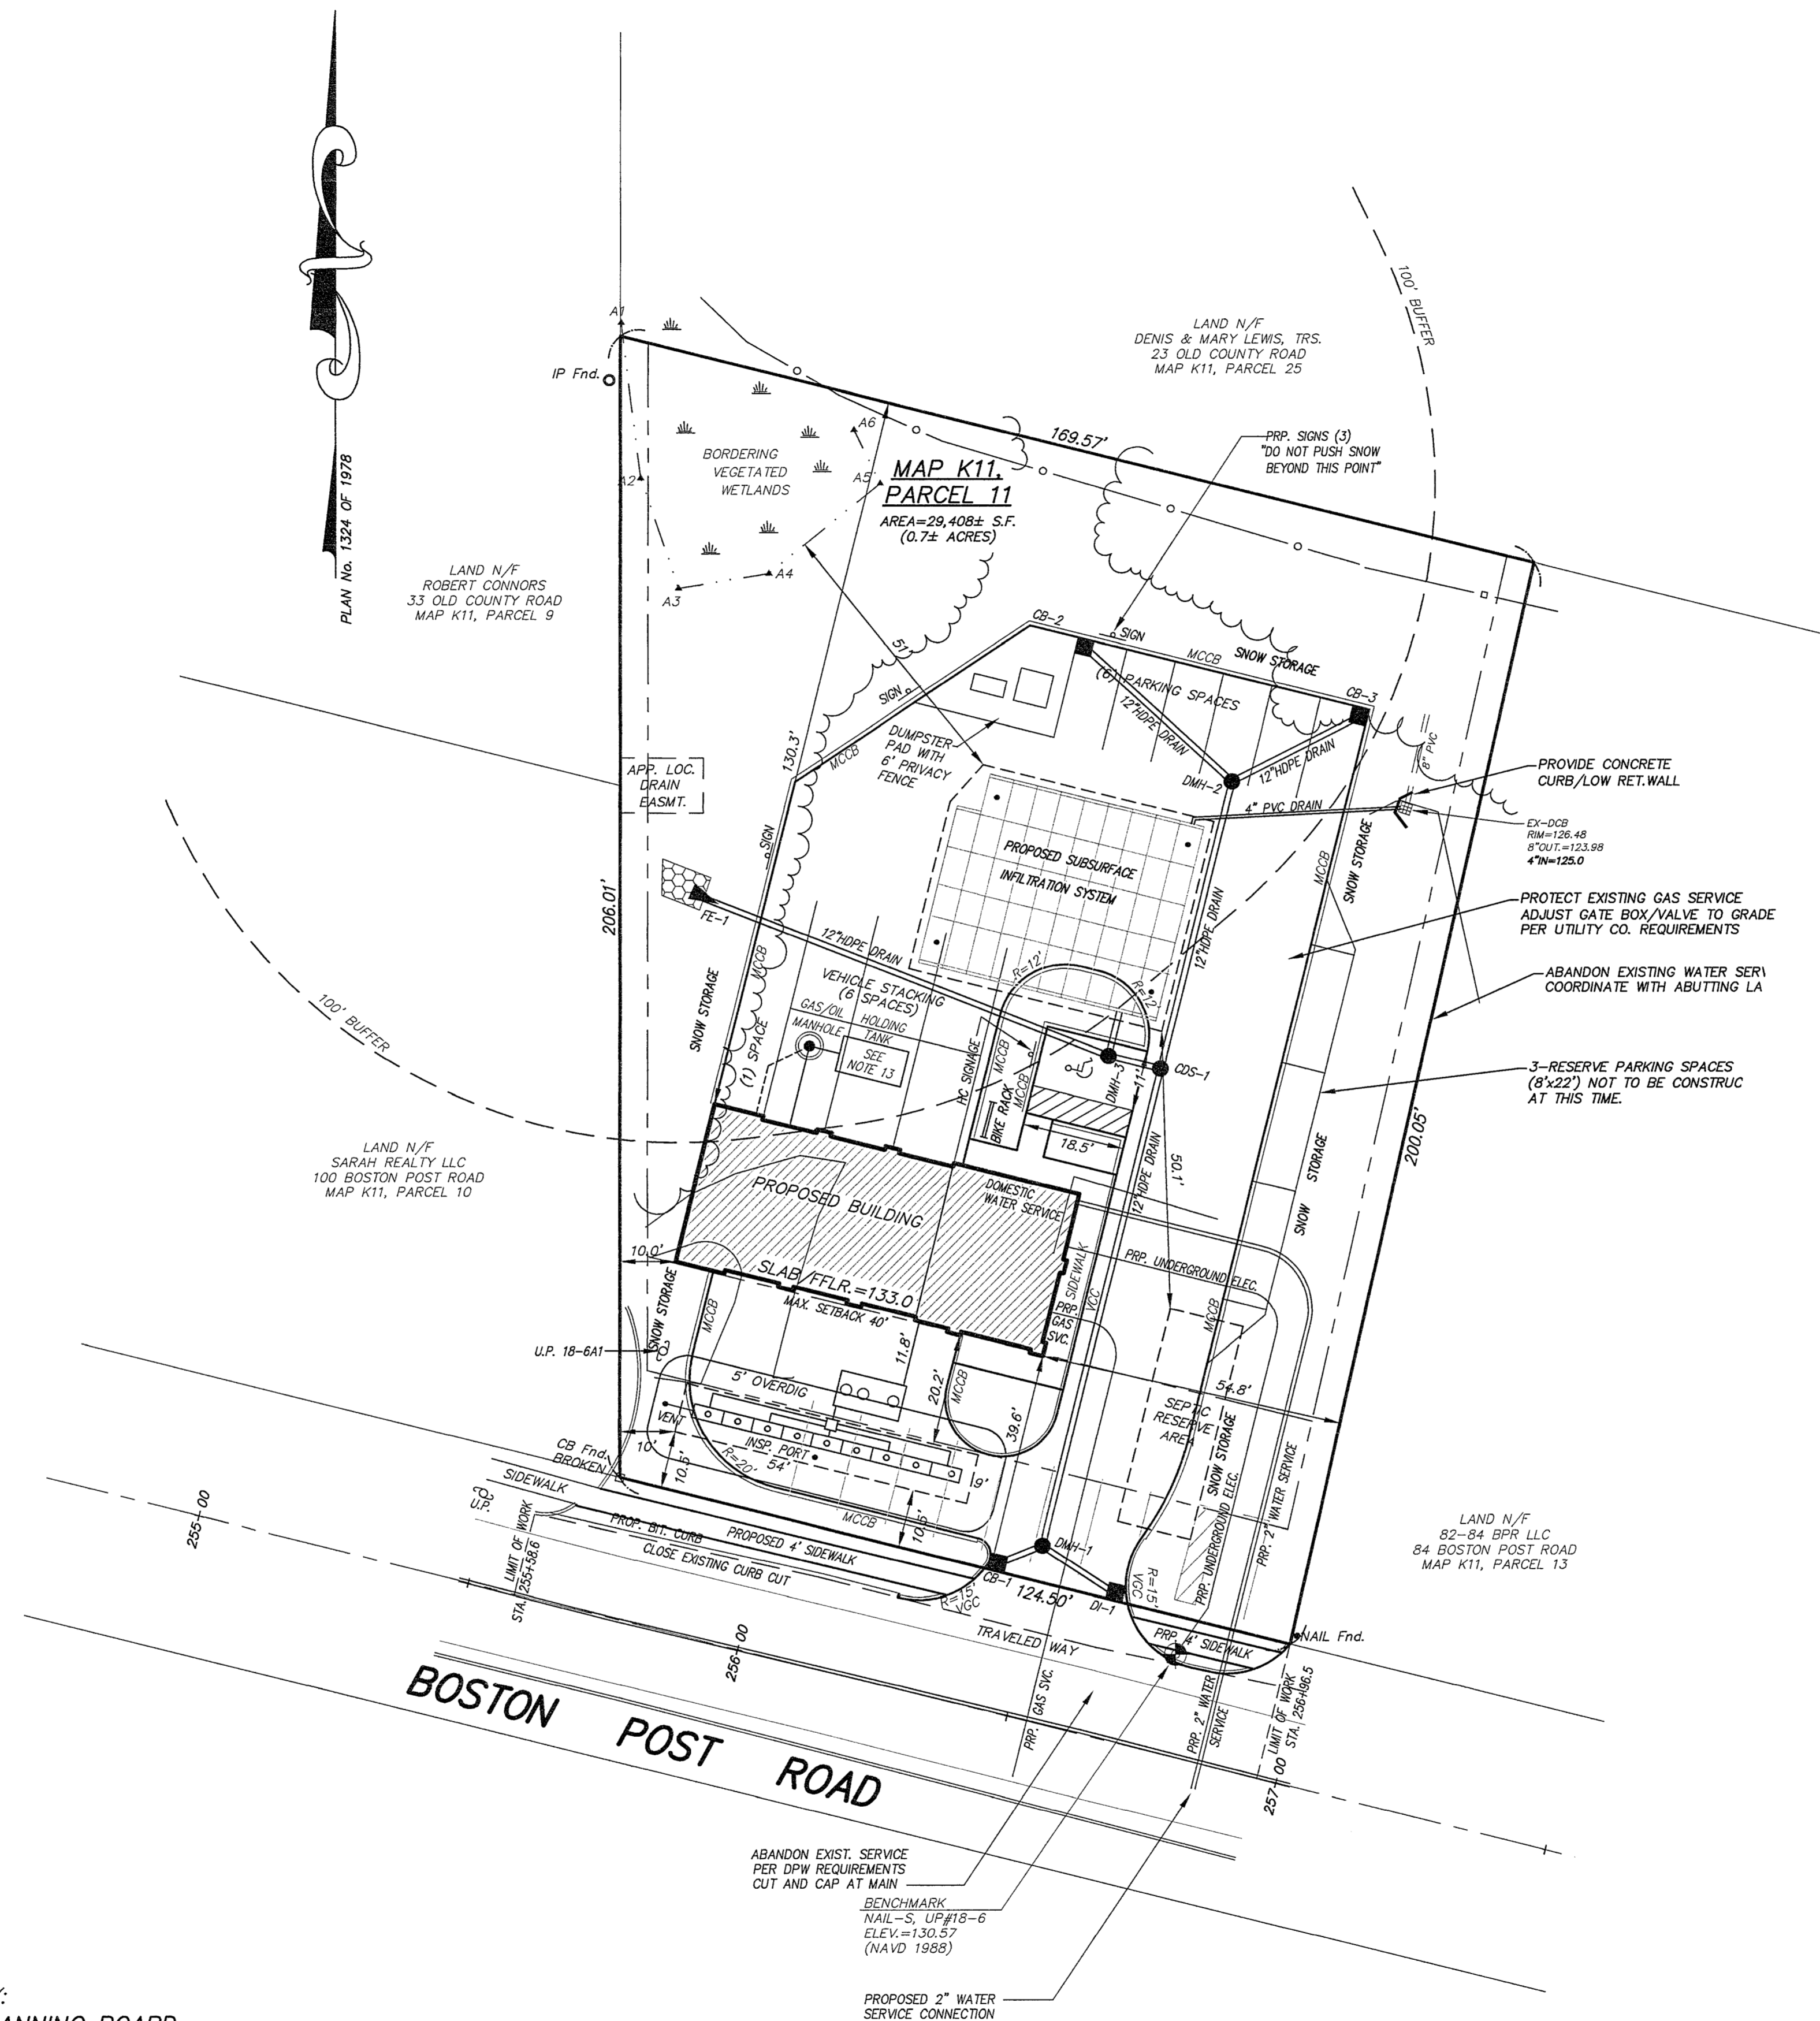 PLAN No. 1324 OF 1978
100' BUFFER
LAND N/F
DENIS & MARY LEWIS, TRS.
23 OLD COUNTY ROAD
MAP K11, PARCEL 25
A1
IP Fnd.
A6
169.57'
PRP. SIGNS (3)
"DO NOT PUSH SNOW
BEYOND THIS POINT"
BORDERING
VEGETATED
WETLANDS
A2
A5
MAP K11,
PARCEL 11
AREA=29,408± S.F.
(0.7± ACRES)
LAND N/F
ROBERT CONNORS
33 OLD COUNTY ROAD
MAP K11, PARCEL 9
A3
A4
51'
CB-2
SIGN
MCCB
SNOW STORAGE
(6) PARKING SPACES
CB-3
SIGN
12"HDPE DRAIN
12"HDPE DRAIN
DUMPSTER
PAD WITH
6' PRIVACY
FENCE
MCCB
130.3'
8" PVC
APP. LOC.
DRAIN
EASMT.
DMH-2
4" PVC DRAIN
PROVIDE CONCRETE
CURB/LOW RET.WALL
EX-DCB
RIM=126.48
8"OUT.=123.98
4"IN=125.0
SIGN
PROPOSED SUBSURFACE
INFILTRATION SYSTEM
MCCB
SNOW STORAGE
206.01'
FE-1
12"HDPE DRAIN
12"HDPE DRAIN
PROTECT EXISTING GAS SERVICE
ADJUST GATE BOX/VALVE TO GRADE
PER UTILITY CO. REQUIREMENTS
MCCB
VEHICLE STACKING
(6 SPACES)
R=12'
R=12'
ABANDON EXISTING WATER SERV
COORDINATE WITH ABUTTING LA
100' BUFFER
SNOW STORAGE
(1) SPACE
GAS/OIL HOLDING
MANHOLE TANK
SEE
NOTE 13
HC SIGNAGE
MCCB
MCCB
BIKE RACK
DMH-3
11'
CDS-1
3-RESERVE PARKING SPACES
(8'x22') NOT TO BE CONSTRUC
AT THIS TIME.
18.5'
12"HDPE DRAIN
50.1'
200.05'
SNOW STORAGE
LAND N/F
SARAH REALTY LLC
100 BOSTON POST ROAD
MAP K11, PARCEL 10
PROPOSED BUILDING
DOMESTIC
WATER SERVICE
10.0'
SLAB/FFLR.=133.0
MAX. SETBACK 40'
SIDEWALK
VCC
PRP. UNDERGROUND ELEC.
PRP.
GAS
SVC.
MCCB
SNOW STORAGE
MCCB
U.P. 18-6A1
11.8'
20.2'
MCCB
39.6'
54.8'
5' OVERDIG
SEPTIC
RESERVE
AREA
SNOW STORAGE
VENT
INSP. PORT
10'
10.5'
R=20'
54'
9'
CB Fnd.
BROKEN
SIDEWALK
U.P.
MCCB
10.5'
PRP. UNDERGROUND ELEC.
PRP. 2" WATER SERVICE
255-00
LIMIT OF WORK
STA. 255+58.6
PROP. BIT. CURB
PROPOSED 4' SIDEWALK
CLOSE EXISTING CURB CUT
DMH-1
CB-1
124.50'
DI-1
R=15'
VGC
R=15'
VGC
LAND N/F
82-84 BPR LLC
84 BOSTON POST ROAD
MAP K11, PARCEL 13
256-00
TRAVELED WAY
PRP. 4' SIDEWALK
NAIL Fnd.
PRP. GAS SVC.
PRP. 2" WATER
SERVICE
LIMIT OF WORK
STA. 256+96.5
257-00
BOSTON POST ROAD
ABANDON EXIST. SERVICE
PER DPW REQUIREMENTS
CUT AND CAP AT MAIN
BENCHMARK
NAIL-S, UP#18-6
ELEV.=130.57
(NAVD 1988)
PROPOSED 2" WATER
SERVICE CONNECTION
ANNING BOARD